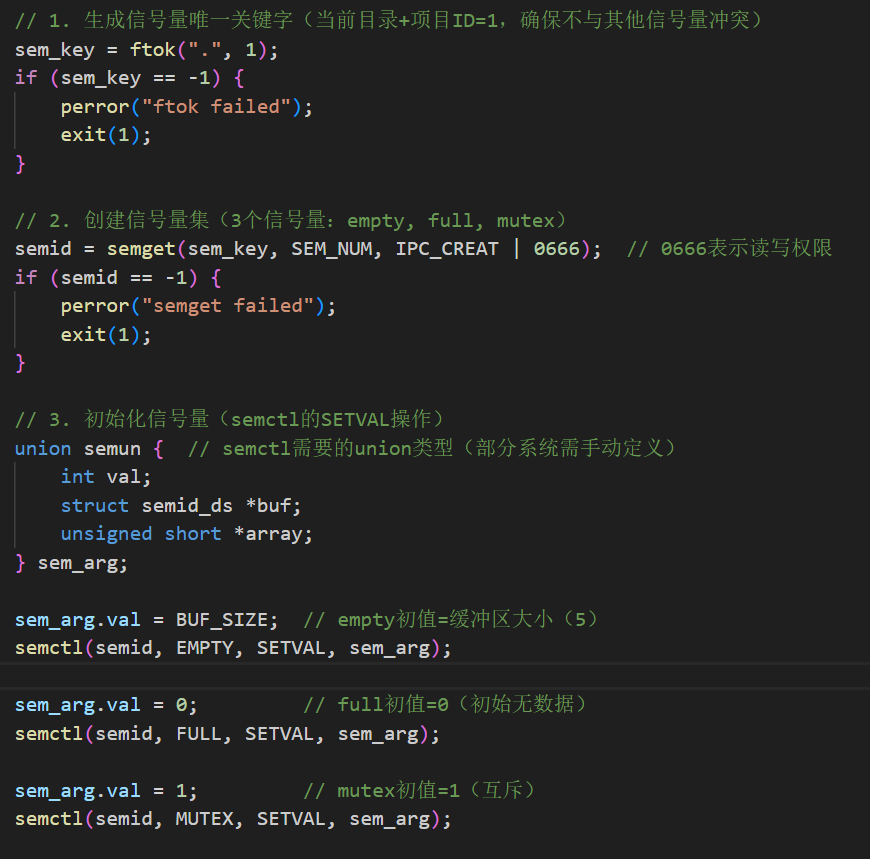 // 1. 生成信号量唯一关键字（当前目录+项目ID=1，确保不与其他信号量冲突）
sem_key = ftok(".", 1);
if (sem_key == -1) {
    perror("ftok failed");
    exit(1);
}

// 2. 创建信号量集（3个信号量：empty, full, mutex）
semid = semget(sem_key, SEM_NUM, IPC_CREAT | 0666);  // 0666表示读写权限
if (semid == -1) {
    perror("semget failed");
    exit(1);
}

// 3. 初始化信号量（semctl的SETVAL操作）
union semun {  // semctl需要的union类型（部分系统需手动定义）
    int val;
    struct semid_ds *buf;
    unsigned short *array;
} sem_arg;

sem_arg.val = BUF_SIZE;  // empty初值=缓冲区大小（5）
semctl(semid, EMPTY, SETVAL, sem_arg);

sem_arg.val = 0;         // full初值=0（初始无数据）
semctl(semid, FULL, SETVAL, sem_arg);

sem_arg.val = 1;         // mutex初值=1（互斥）
semctl(semid, MUTEX, SETVAL, sem_arg);